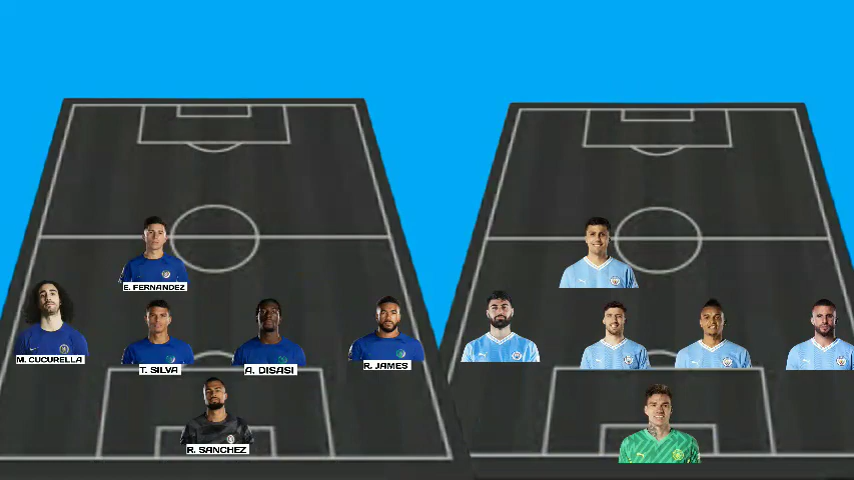 E. FERNANDEZ
M. CUCURELLA
T. SILVA
A. DISASI
R. JAMES
R. SANCHEZ